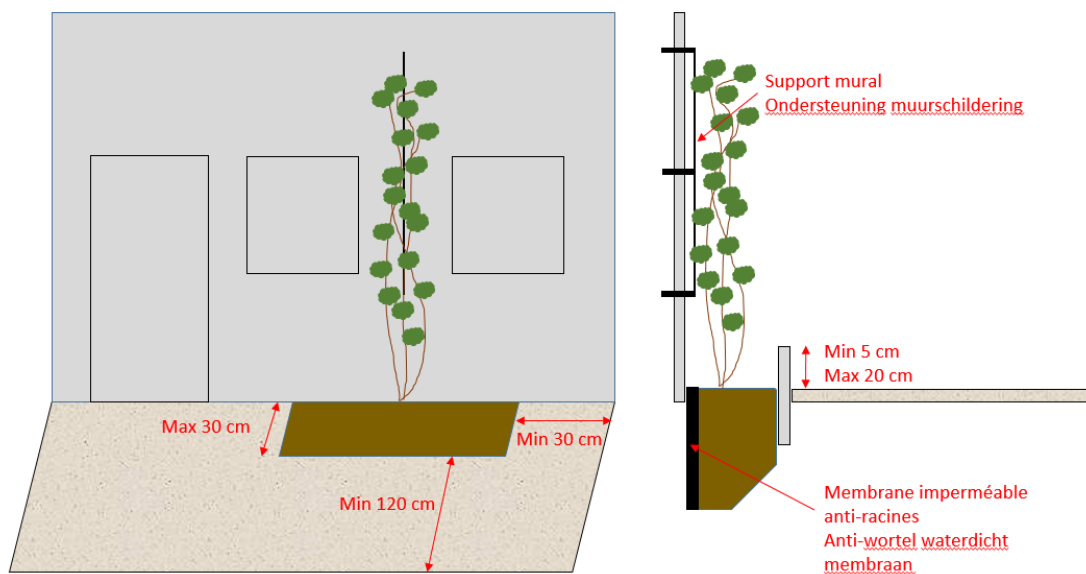 Support mural
Ondersteuning muurschildering
Min 5 cm
Max 20 cm
Max 30 cm
Min 30 cm
Min 120 cm
Membrane imperméable
anti-racines
Anti-wortel waterdicht
membraan